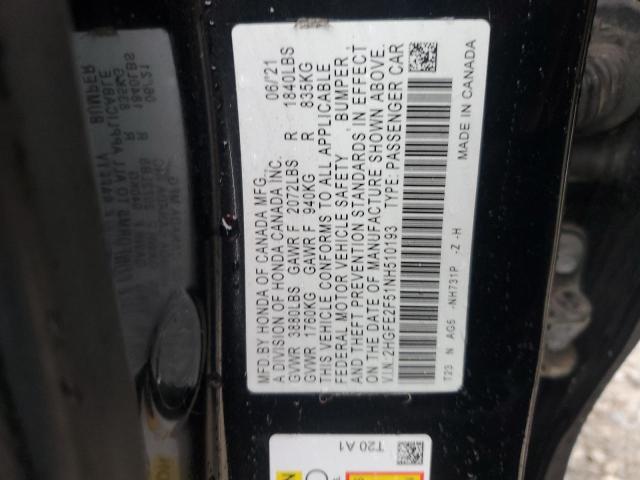 MFD.BY HONDA OF CANADA MFG.
A DIVISION OF HONDA CANADA INC. 06/'21
GVWR 3880LBS GAWR F 2072LBS R 1840LBS
GVWR 1760KG GAWR F 940KG R 835KG
THIS VEHICLE CONFORMS TO ALL APPLICABLE
FEDERAL MOTOR VEHICLE SAFETY , BUMPER ,
AND THEFT PREVENTION STANDARDS IN EFFECT
ON THE DATE OF MANUFACTURE SHOWN ABOVE.
V.I.N: 2HGFE2F51NH510193 TYPE: PASSENGER CAR
T23 N AG5 -NH731P -Z -H
MADE IN CANADA
T20 A1